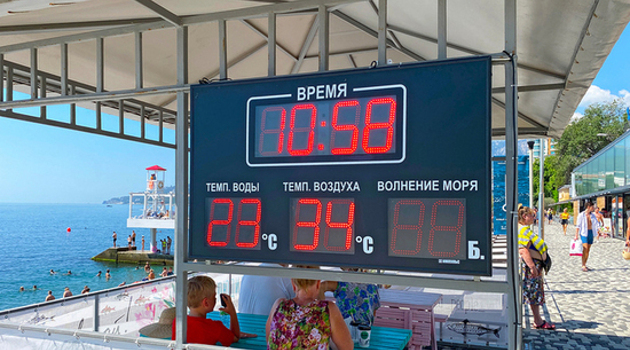 ВРЕМЯ
10:58
ТЕМП. ВОДЫ ТЕМП. ВОЗДУХА ВОЛНЕНИЕ МОРЯ
23 °C 34 °C Б.